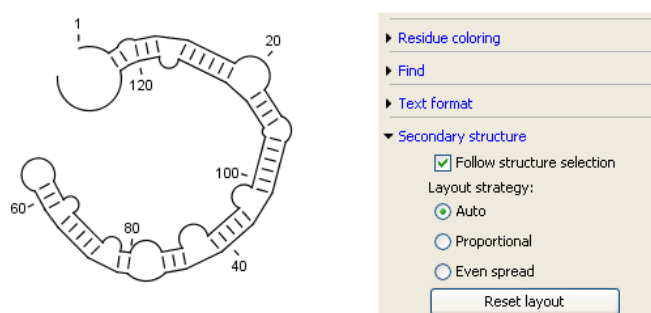 1
20
120
100
60
80
40
Residue coloring
Find
Text format
Secondary structure
Follow structure selection
Layout strategy:
Auto
Proportional
Even spread
Reset layout